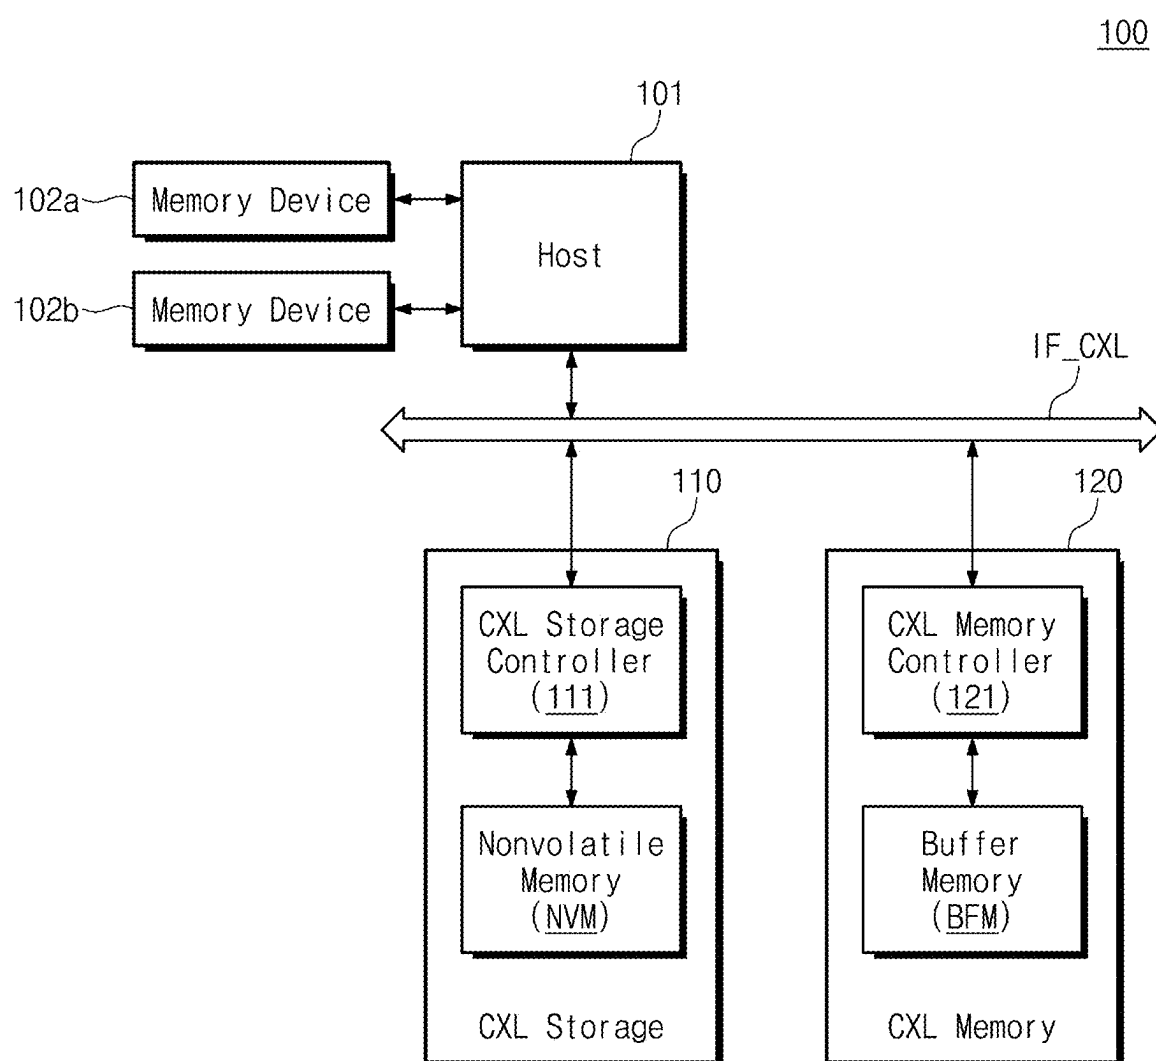 100
101
102a
Memory Device
Host
102b
Memory Device
IF_CXL
110
120
CXL Storage
Controller
(111)
CXL Memory
Controller
(121)
Nonvolatile
Memory
(NVM)
Buffer
Memory
(BFM)
CXL Storage
CXL Memory